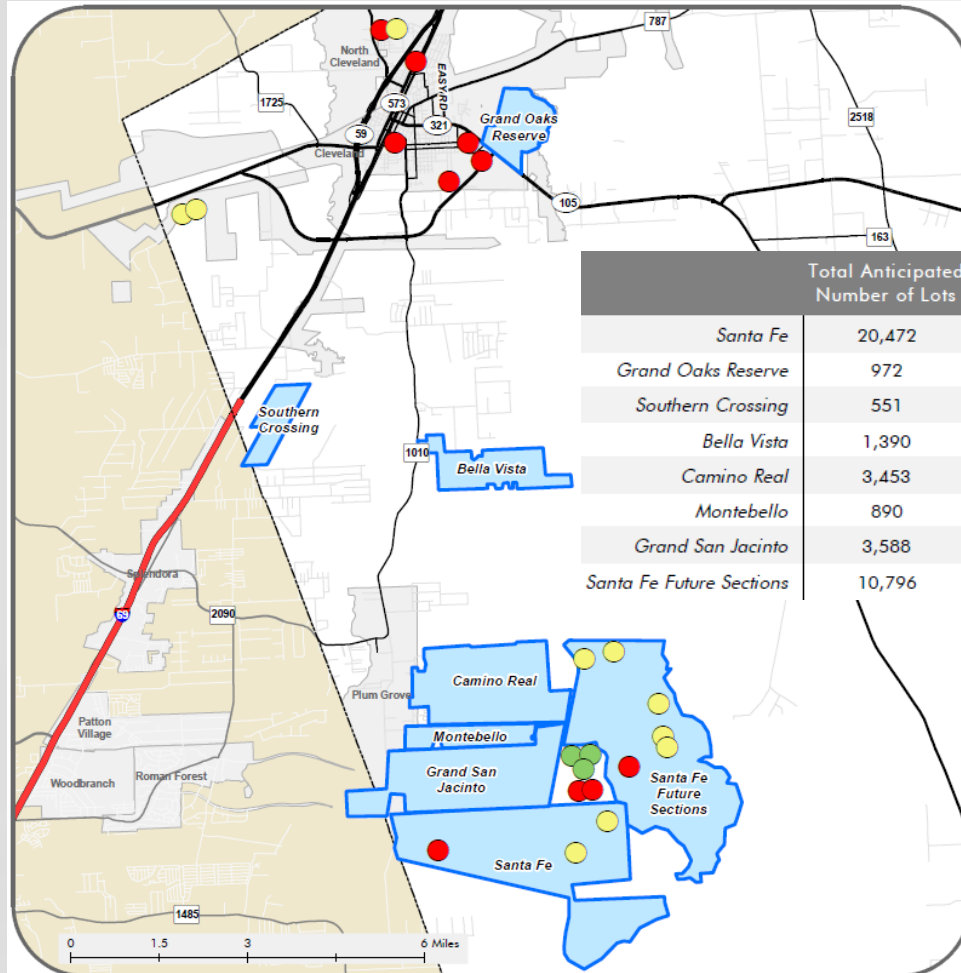 787
North
Cleveland
EASY RD
1725
573
2518
59
321
Grand Oaks
Reserve
Cleveland
105
163
Total Anticipated
Number of Lots
Santa Fe 20,472
Grand Oaks Reserve 972
Southern Crossing 551
Bella Vista 1,390
Camino Real 3,453
Montebello 890
Grand San Jacinto 3,588
Santa Fe Future Sections 10,796
Southern
Crossing
1010
Bella Vista
Splendora
69
2090
Camino Real
Plum Grove
Patton
Village
Montebello
Woodbranch
Roman Forest
Grand San
Jacinto
Santa Fe
Future
Sections
Santa Fe
1485
0 1.5 3 6 Miles